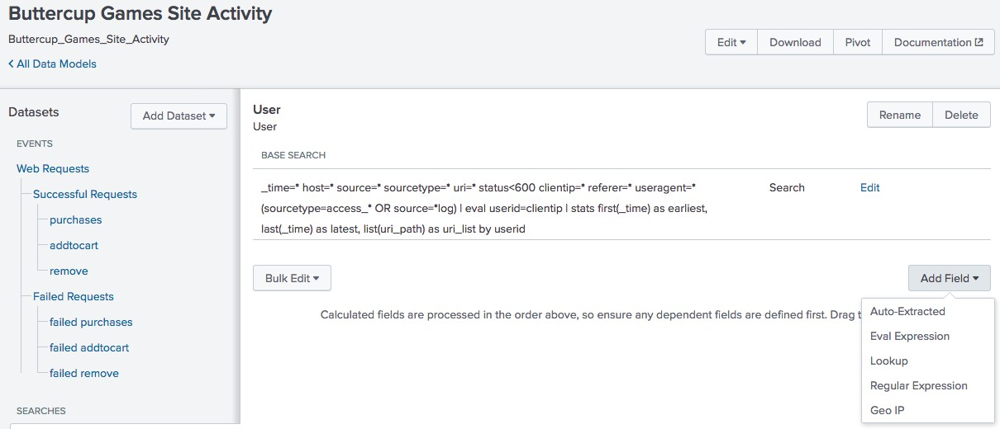 Buttercup Games Site Activity
Buttercup_Games_Site_Activity
< All Data Models
Edit Download Pivot Documentation
Datasets
Add Dataset
EVENTS
Web Requests
Successful Requests
purchases
addtocart
remove
Failed Requests
failed purchases
failed addtocart
failed remove
SEARCHES
User
User
Rename Delete
BASE SEARCH
_time=* host=* source=* sourcetype=* uri=* status<600 clientip=* referer=* useragent=*
(sourcetype=access_* OR source=*log) | eval userid=clientip | stats first(_time) as earliest,
last(_time) as latest, list(uri_path) as uri_list by userid
Search
Edit
Bulk Edit
Add Field
Calculated fields are processed in the order above, so ensure any dependent fields are defined first. Drag t
Auto-Extracted
Eval Expression
Lookup
Regular Expression
Geo IP